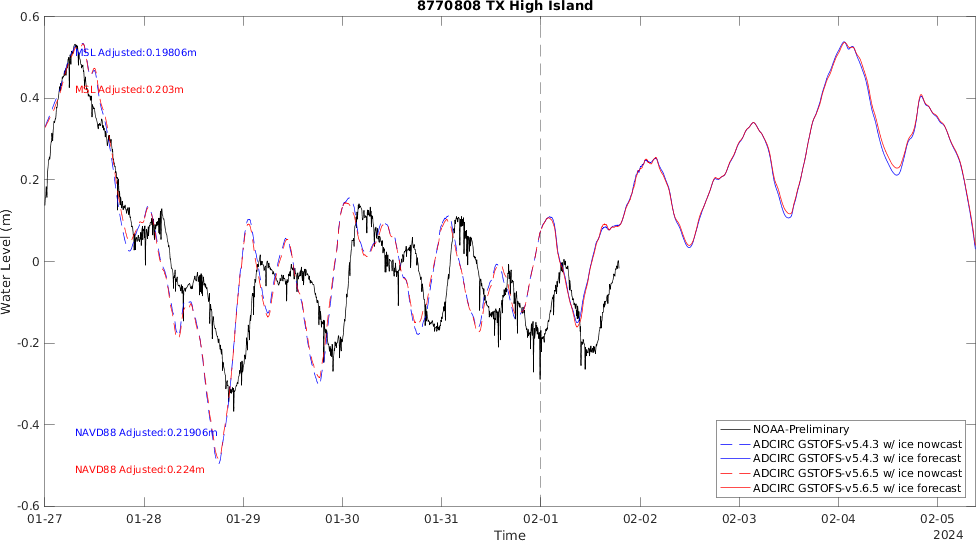 8770808 TX High Island
0.6
0.4
0.2
0
-0.2
-0.4
-0.6
Water Level (m)
MSL Adjusted:0.19806m
MSL Adjusted:0.203m
NAVD88 Adjusted:0.21906m
NAVD88 Adjusted:0.224m
NOAA-Preliminary
ADCIRC GSTOFS-v5.4.3 w/ ice nowcast
ADCIRC GSTOFS-v5.4.3 w/ ice forecast
ADCIRC GSTOFS-v5.6.5 w/ ice nowcast
ADCIRC GSTOFS-v5.6.5 w/ ice forecast
01-27 01-28 01-29 01-30 01-31 02-01 02-02 02-03 02-04 02-05
Time
2024